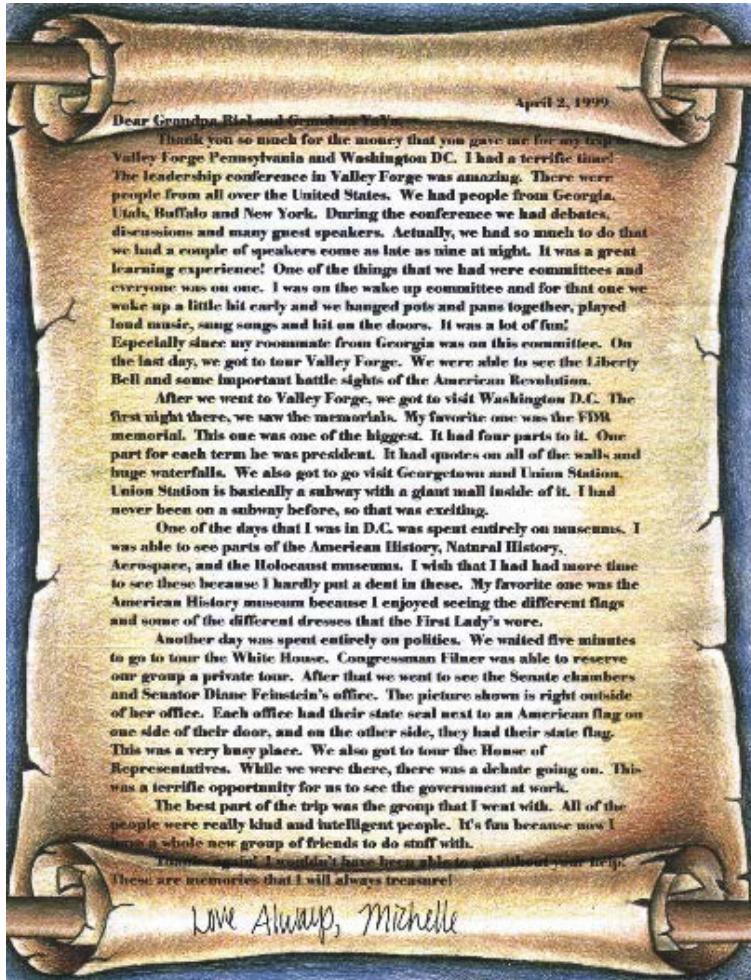 April 2, 1999
Dear Grandpa Biel and Grandma YaYa,
Thank you so much for the money that you gave me for my trip
Valley Forge Pennsylvania and Washington DC. I had a terrific time!
The leadership conference in Valley Forge was amazing. There were
people from all over the United States. We had people from Georgia,
Utah, Buffalo and New York. During the conference we had debates,
discussions and many guest speakers. Actually, we had so much to do that
we had a couple of speakers come as late as nine at night. It was a great
learning experience! One of the things that we had were committees and
everyone was on one. I was on the wake up committee and for that one we
woke up a little bit early and we banged pots and pans together, played
loud music, sung songs and hit on the doors. It was a lot of fun!
Especially since my roommate from Georgia was on this committee. On
the last day, we got to tour Valley Forge. We were able to see the Liberty
Bell and some important battle sights of the American Revolution.
After we went to Valley Forge, we got to visit Washington D.C. The
first night there, we saw the memorials. My favorite one was the FDR
memorial. This one was one of the biggest. It had four parts to it. One
part for each term he was president. It had quotes on all of the walls and
huge waterfalls. We also got to go visit Georgetown and Union Station.
Union Station is basically a subway with a giant mall inside of it. I had
never been on a subway before, so that was exciting.
One of the days that I was in D.C. was spent entirely on museums. I
was able to see parts of the American History, Natural History,
Aerospace, and the Holocaust museums. I wish that I had had more time
to see these because I hardly put a dent in these. My favorite one was the
American History museum because I enjoyed seeing the different flags
and some of the different dresses that the First Lady's wore.
Another day was spent entirely on politics. We waited five minutes
to go to tour the White House. Congressman Filner was able to reserve
our group a private tour. After that we went to see the Senate chambers
and Senator Diane Feinstein's office. The picture shown is right outside
of her office. Each office had their state seal next to an American flag on
one side of their door, and on the other side, they had their state flag.
This was a very busy place. We also got to tour the House of
Representatives. While we were there, there was a debate going on. This
was a terrific opportunity for us to see the government at work.
The best part of the trip was the group that I went with. All of the
people were really kind and intelligent people. It's fun because now I
have a whole new group of friends to do stuff with.
Thanks again! I wouldn't have been able to go without your help!
These are memories that I will always treasure!
Love Always, Michelle